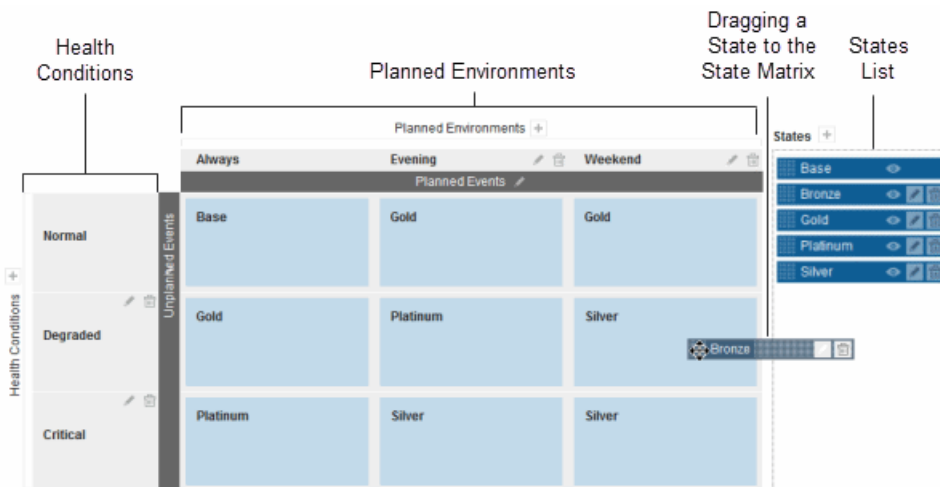 Health
Conditions
Planned Environments
Dragging a
State to the
State Matrix
States
List
Planned Environments +
States +
Always
Evening
Weekend
Planned Events
Base
Bronze
Gold
Platinum
Silver
Health Conditions +
Unplanned Events
Normal
Base
Gold
Gold
Degraded
Gold
Platinum
Silver
Bronze
Critical
Platinum
Silver
Silver